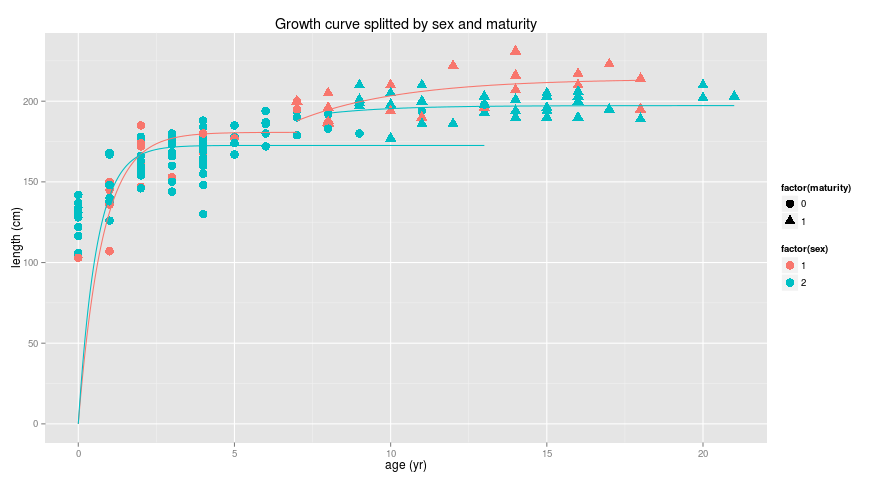 Growth curve splitted by sex and maturity
200
150
100
50
0
length (cm)
0 5 10 15 20
age (yr)
factor(maturity)
0
1
factor(sex)
1
2